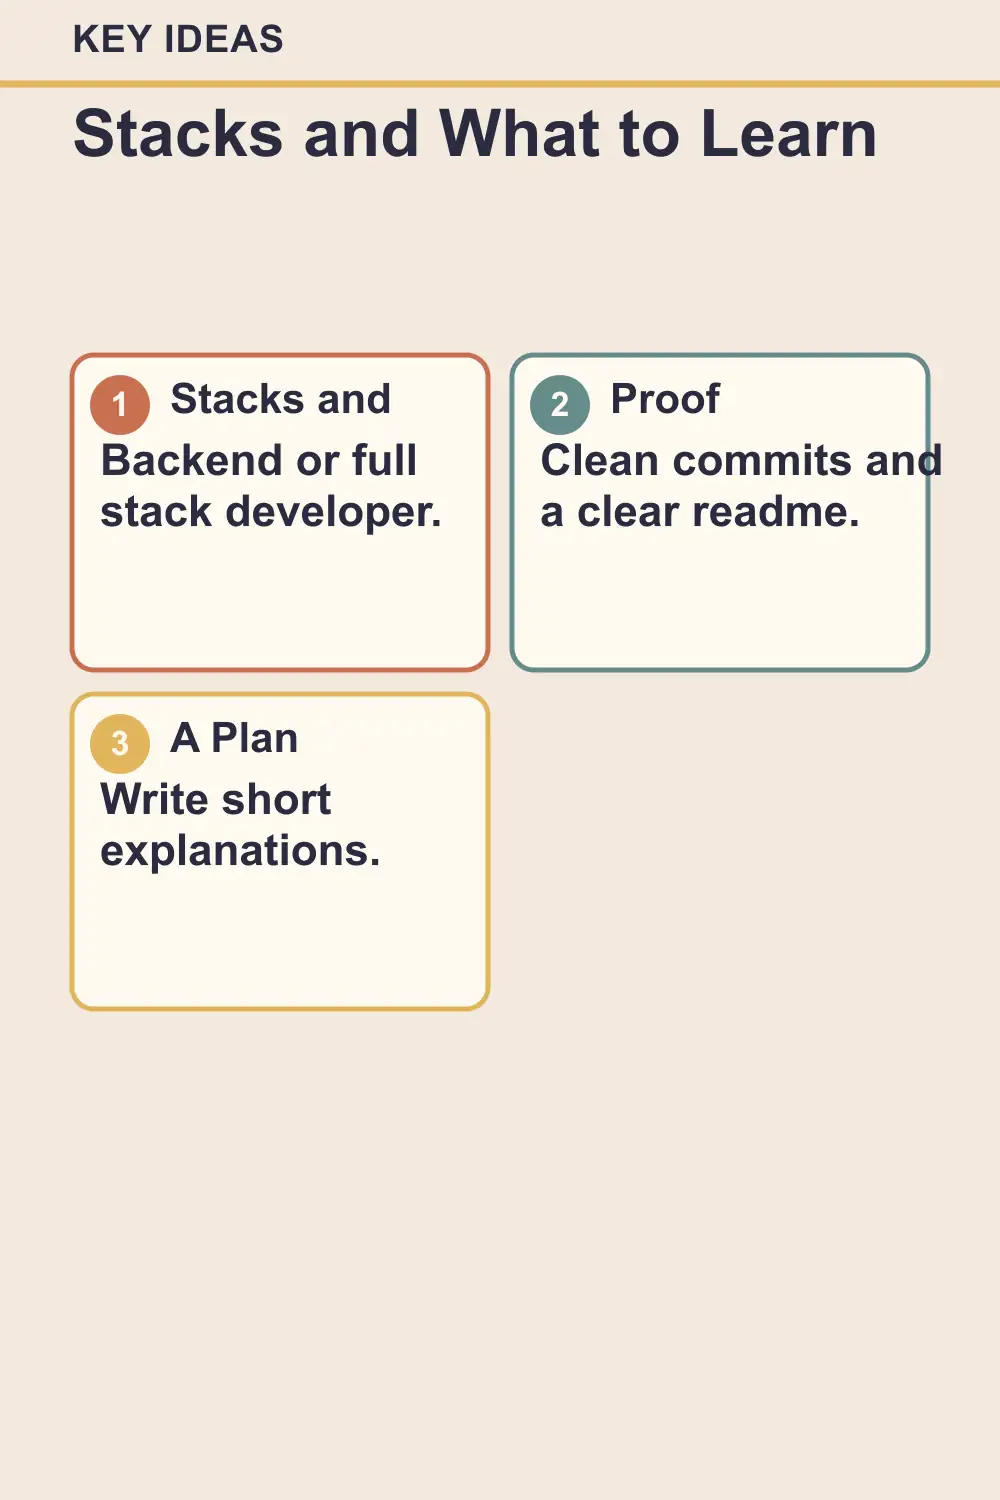 KEY IDEAS
Stacks and What to Learn
1 Stacks and
Backend or full
stack developer.
2 Proof
Clean commits and
a clear readme.
3 A Plan
Write short
explanations.